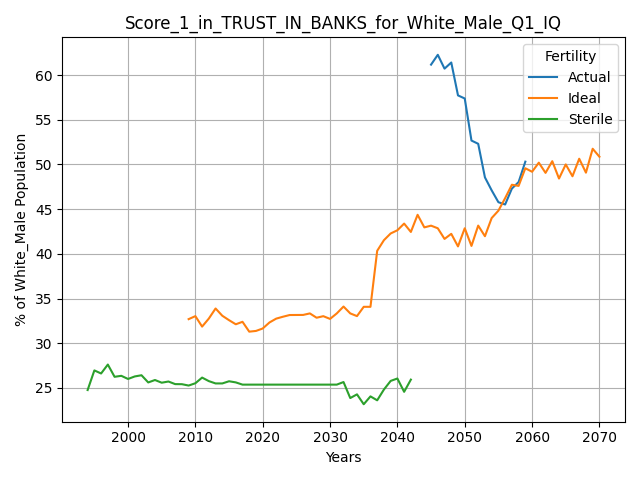 Score_1_in_TRUST_IN_BANKS_for_White_Male_Q1_IQ
Fertility
Actual
Ideal
Sterile
% of White_Male Population
60
55
50
45
40
35
30
25
2000 2010 2020 2030 2040 2050 2060 2070
Years